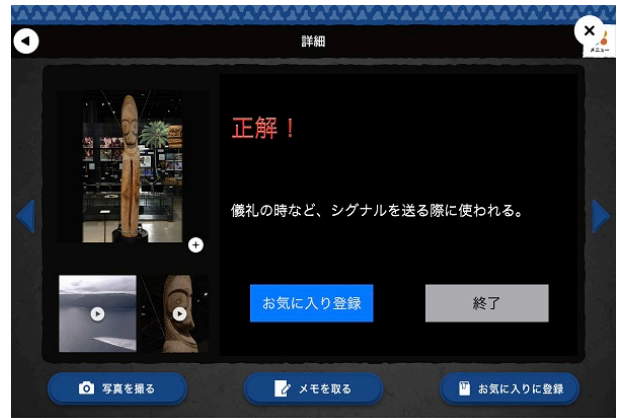 詳細
メニュー
正解！
儀礼の時など、シグナルを送る際に使われる。
お気に入り登録
終了
写真を撮る
メモを取る
お気に入りに登録